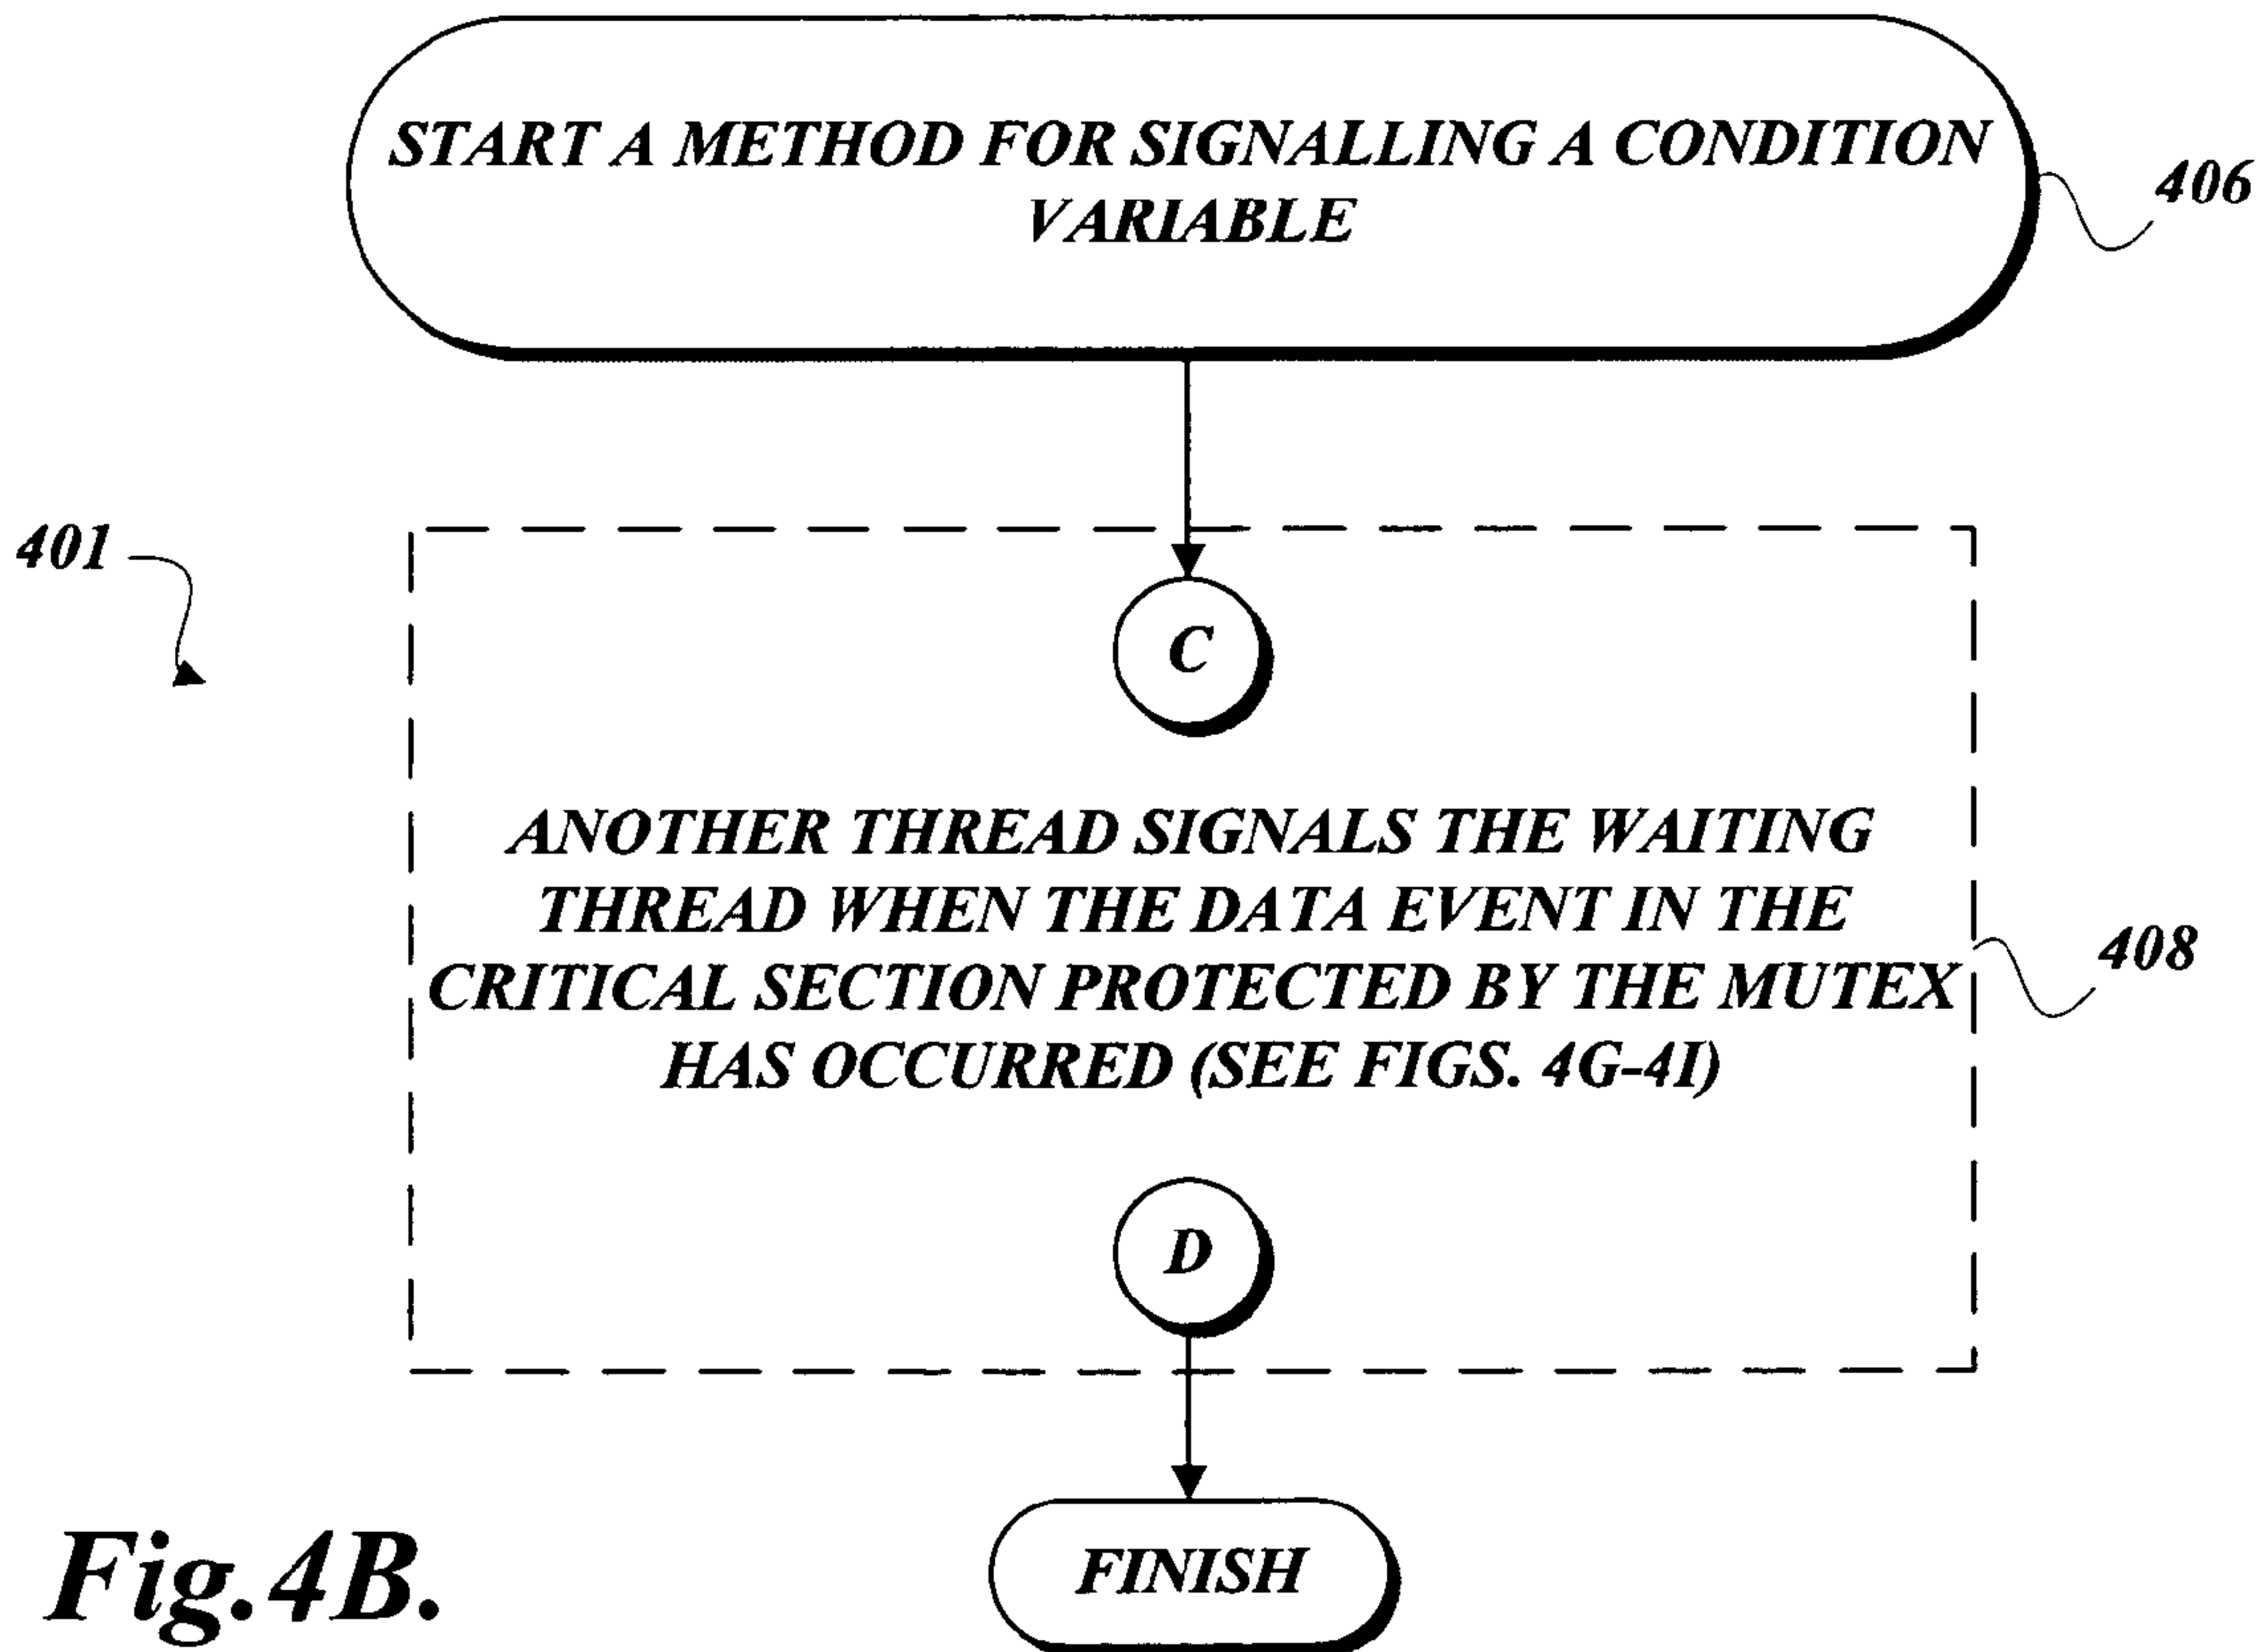 START A METHOD FOR SIGNALLING A CONDITION
VARIABLE
406
401
C
ANOTHER THREAD SIGNALS THE WAITING
THREAD WHEN THE DATA EVENT IN THE
CRITICAL SECTION PROTECTED BY THE MUTEX
HAS OCCURRED (SEE FIGS. 4G-4I)
408
D
FINISH
Fig.4B.